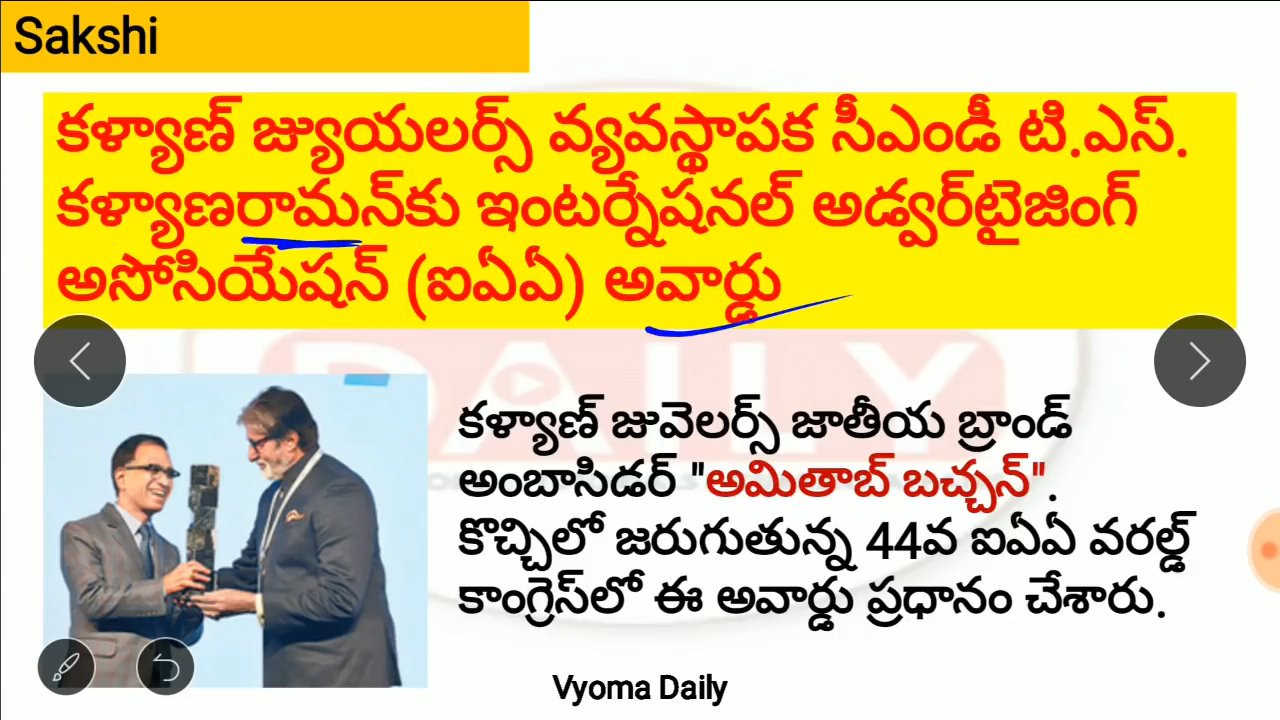 Sakshi
కళ్యాణ్ జ్యుయలర్స్ వ్యవస్థాపక సీఎండీ టి.ఎస్.
కళ్యాణరామన్‌కు ఇంటర్నేషనల్ అడ్వర్‌టైజింగ్
అసోసియేషన్ (ఐఏఏ) అవార్డు
DAILY
కళ్యాణ్ జువెలర్స్ జాతీయ బ్రాండ్
అంబాసిడర్ "అమితాబ్ బచ్చన్".
కొచ్చిలో జరుగుతున్న 44వ ఐఏఏ వరల్డ్
కాంగ్రెస్‌లో ఈ అవార్డు ప్రధానం చేశారు.
Vyoma Daily